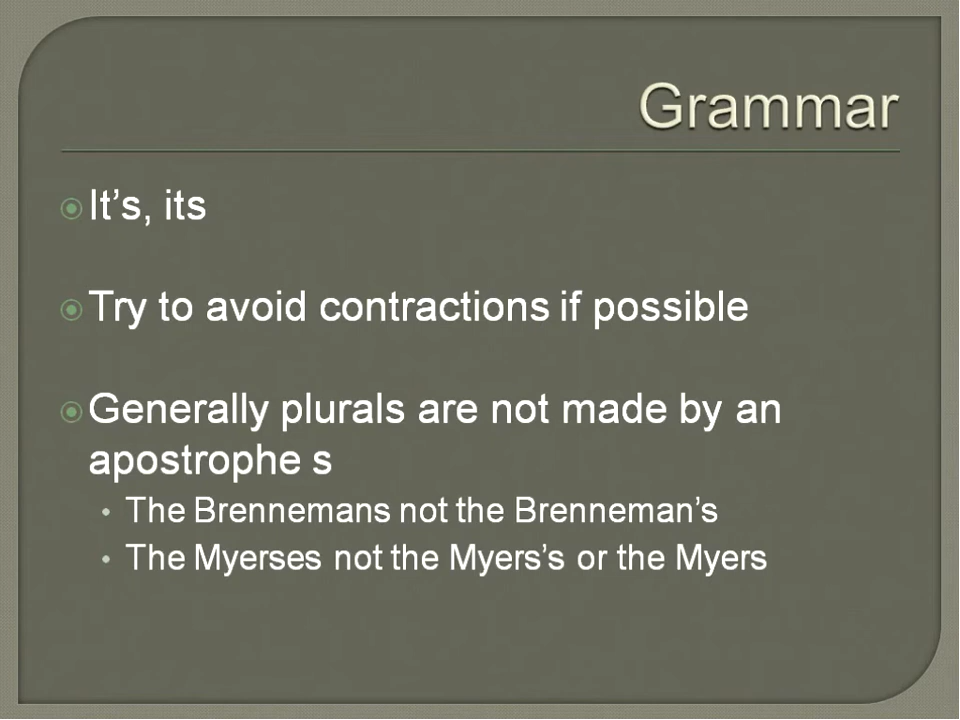 Grammar
It’s, its
Try to avoid contractions if possible
Generally plurals are not made by an
apostrophe s
• The Brennemans not the Brenneman’s
• The Myerses not the Myers’s or the Myers